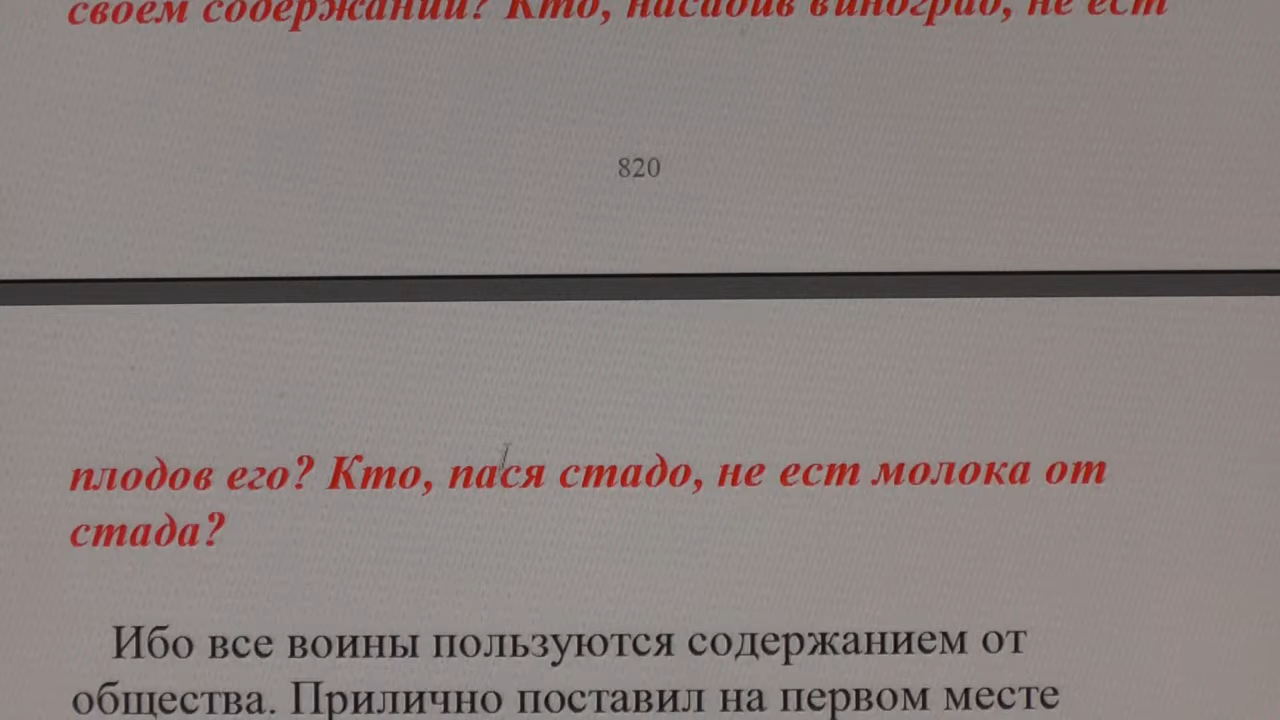 своем содержании? Кто, насадив виноград, не ест
820
плодов его? Кто, пася стадо, не ест молока от
стада?
Ибо все воины пользуются содержанием от
общества. Прилично поставил на первом месте